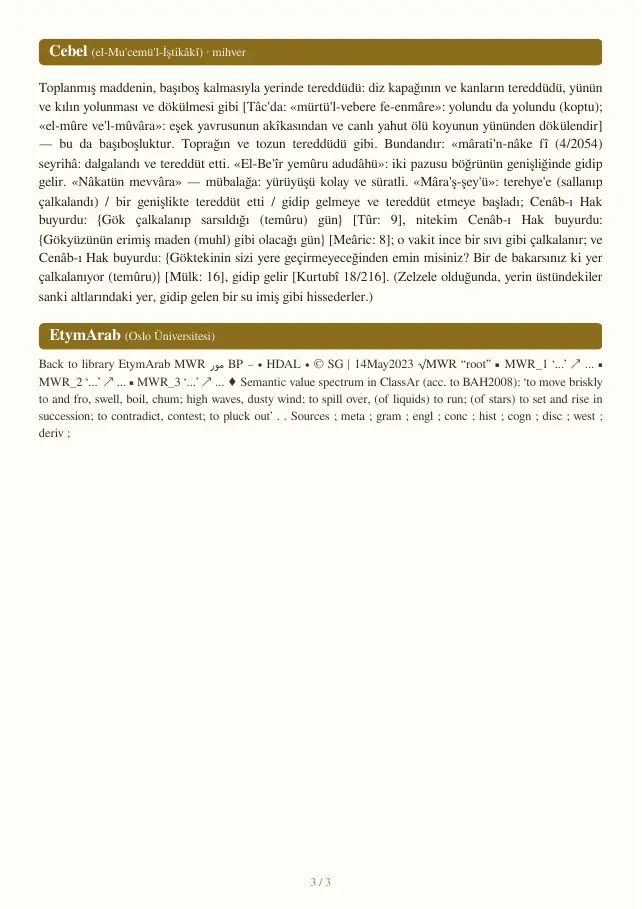 Cebel (el-Mu'cemü'l-İştikâkî) · mihver
Toplanmış maddenin, başıboş kalmasıyla yerinde tereddüdü: diz kapağının ve kanların tereddüdü, yünün
ve kılın yolunması ve dökülmesi gibi [Tâc'da: «mürtü'l-vebere fe-enmâre»: yolundu da yolundu (koptu);
«el-mûre ve'l-mûvâra»: eşek yavrusunun akîkasından ve canlı yahut ölü koyunun yününden dökülendir]
— bu da başıboşluktur. Toprağın ve tozun tereddüdü gibi. Bundandır: «mârati'n-nâke fî (4/2054)
seyrihâ: dalgalandı ve tereddüt etti. «El-Be'îr yemûru adudâhü»: iki pazusu böğrünün genişliğinde gidip
gelir. «Nâkatün mevvâra» — mübalağa: yürüyüşü kolay ve süratli. «Mâra'ş-şey'ü»: terehye'e (sallanıp
çalkalandı) / bir genişlikte tereddüt etti / gidip gelmeye ve tereddüt etmeye başladı; Cenâb-ı Hak
buyurdu: {Gök çalkalanıp sarsıldığı (temûru) gün} [Tûr: 9], nitekim Cenâb-ı Hak buyurdu:
{Gökyüzünün erimiş maden (muhl) gibi olacağı gün} [Meâric: 8]; o vakit ince bir sıvı gibi çalkalanır; ve
Cenâb-ı Hak buyurdu: {Göktekinin sizi yere geçirmeyeceğinden emin misiniz? Bir de bakarsınız ki yer
çalkalanıyor (temûru)} [Mülk: 16], gidip gelir [Kurtubî 18/216]. (Zelzele olduğunda, yerin üstündekiler
sanki altlarındaki yer, gidip gelen bir su imiş gibi hissederler.)
EtymArab (Oslo Üniversitesi)
Back to library EtymArab MWR مور BP – • HDAL • © SG | 14May2023 √MWR “root” ▪ MWR_1 ‘...’ ↗ ... ▪
MWR_2 ‘...’ ↗ ... ▪ MWR_3 ‘...’ ↗ ... ♦ Semantic value spectrum in ClassAr (acc. to BAH2008): ‘to move briskly
to and fro, swell, boil, churn; high waves, dusty wind; to spill over, (of liquids) to run; (of stars) to set and rise in
succession; to contradict, contest; to pluck out’ . . Sources ; meta ; gram ; engl ; conc ; hist ; cogn ; disc ; west ;
deriv ;
3 / 3